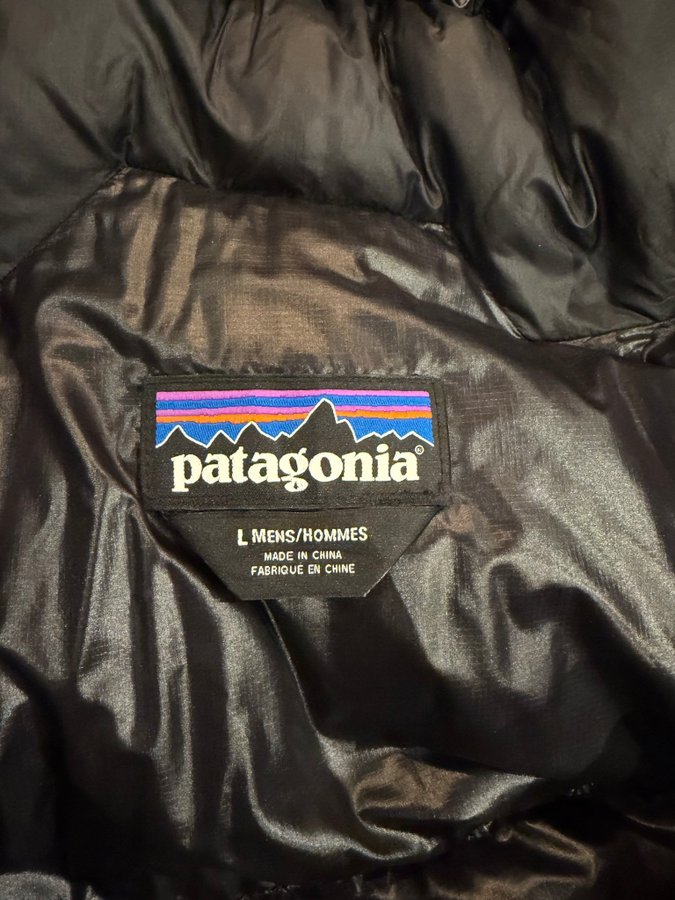 patagonia®
L MENS/HOMMES
MADE IN CHINA
FABRIQUÉ EN CHINE